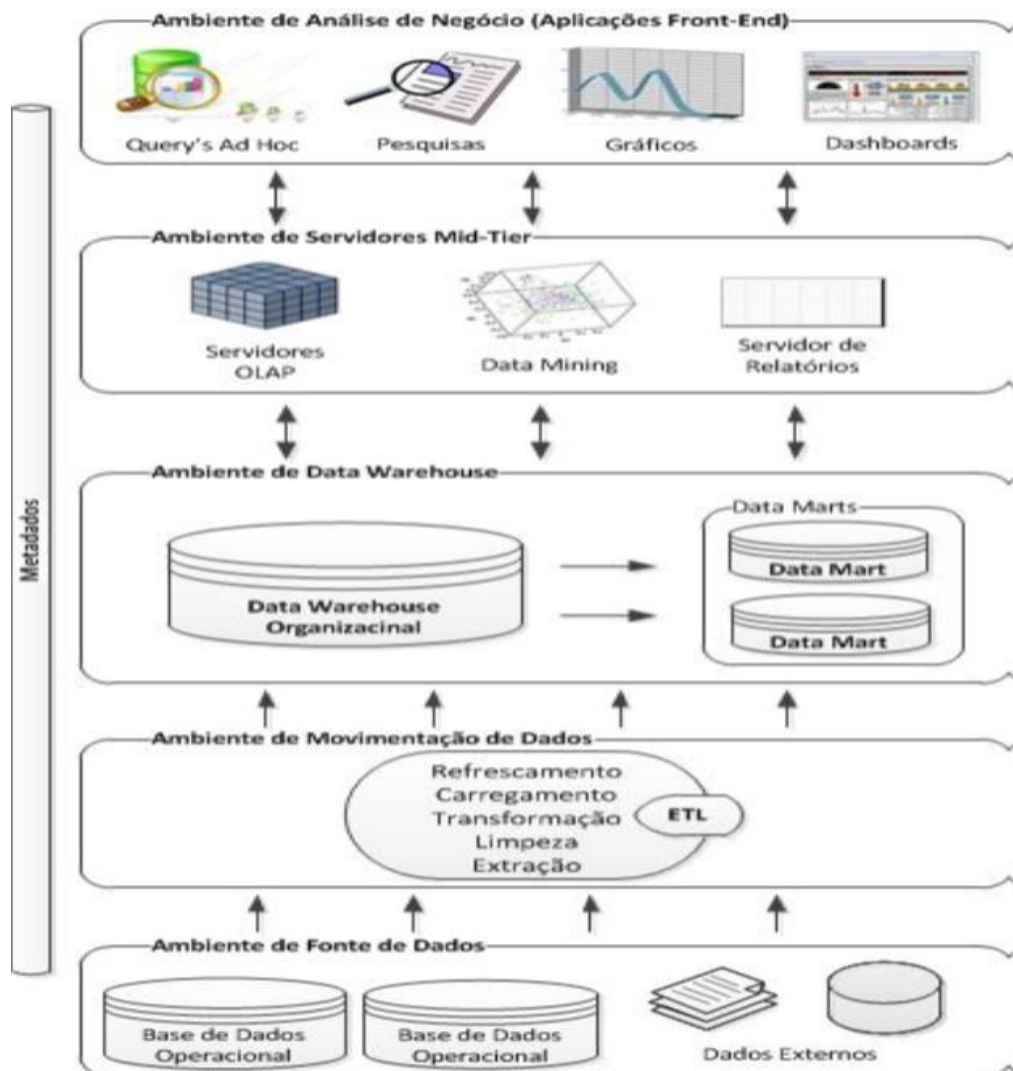 Ambiente de Análise de Negócio (Aplicações Front-End)
Query's Ad Hoc
Pesquisas
Gráficos
Dashboards
Ambiente de Servidores Mid-Tier
Servidores
OLAP
Data Mining
Servidor de
Relatórios
Metadados
Ambiente de Data Warehouse
Data Warehouse
Organizacinal
Data Marts
Data Mart
Data Mart
Ambiente de Movimentação de Dados
Refrescamento
Carregamento
Transformação
Limpeza
Extração
ETL
Ambiente de Fonte de Dados
Base de Dados
Operacional
Base de Dados
Operacional
Dados Externos